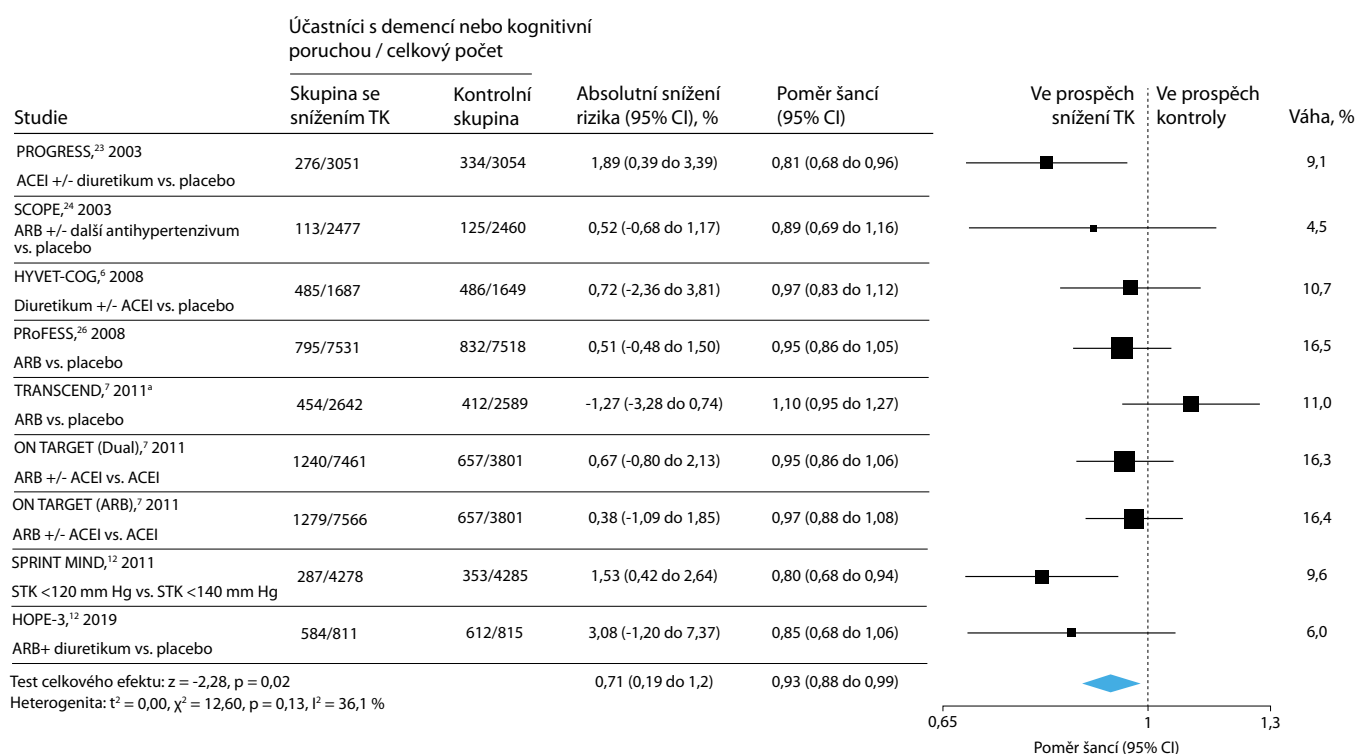 Účastníci s demencí nebo kognitivní
poruchou / celkový počet
Studie
Skupina se
snížením TK
Kontrolní
skupina
Absolutní snížení
rizika (95% CI), %
Poměr šancí
(95% CI)
Ve prospěch
snížení TK
Ve prospěch
kontroly
Váha, %
PROGRESS,²³ 2003
ACEI +/- diuretikum vs. placebo
276/3051 334/3054 1,89 (0,39 do 3,39) 0,81 (0,68 do 0,96) 9,1
SCOPE,²⁴ 2003
ARB +/- další antihypertenzivum
vs. placebo
113/2477 125/2460 0,52 (-0,68 do 1,17) 0,89 (0,69 do 1,16) 4,5
HYVET-COG,⁶ 2008
Diuretikum +/- ACEI vs. placebo
485/1687 486/1649 0,72 (-2,36 do 3,81) 0,97 (0,83 do 1,12) 10,7
PRoFESS,²⁶ 2008
ARB vs. placebo
795/7531 832/7518 0,51 (-0,48 do 1,50) 0,95 (0,86 do 1,05) 16,5
TRANSCEND,⁷ 2011ᵃ
ARB vs. placebo
454/2642 412/2589 -1,27 (-3,28 do 0,74) 1,10 (0,95 do 1,27) 11,0
ON TARGET (Dual),⁷ 2011
ARB +/- ACEI vs. ACEI
1240/7461 657/3801 0,67 (-0,80 do 2,13) 0,95 (0,86 do 1,06) 16,3
ON TARGET (ARB),⁷ 2011
ARB +/- ACEI vs. ACEI
1279/7566 657/3801 0,38 (-1,09 do 1,85) 0,97 (0,88 do 1,08) 16,4
SPRINT MIND,¹² 2011
STK <120 mm Hg vs. STK <140 mm Hg
287/4278 353/4285 1,53 (0,42 do 2,64) 0,80 (0,68 do 0,94) 9,6
HOPE-3,¹² 2019
ARB+ diuretikum vs. placebo
584/811 612/815 3,08 (-1,20 do 7,37) 0,85 (0,68 do 1,06) 6,0
Test celkového efektu: z = -2,28, p = 0,02 0,71 (0,19 do 1,2) 0,93 (0,88 do 0,99)
Heterogenita: t² = 0,00, χ² = 12,60, p = 0,13, I² = 36,1 %
0,65 1 1,3
Poměr šancí (95% CI)